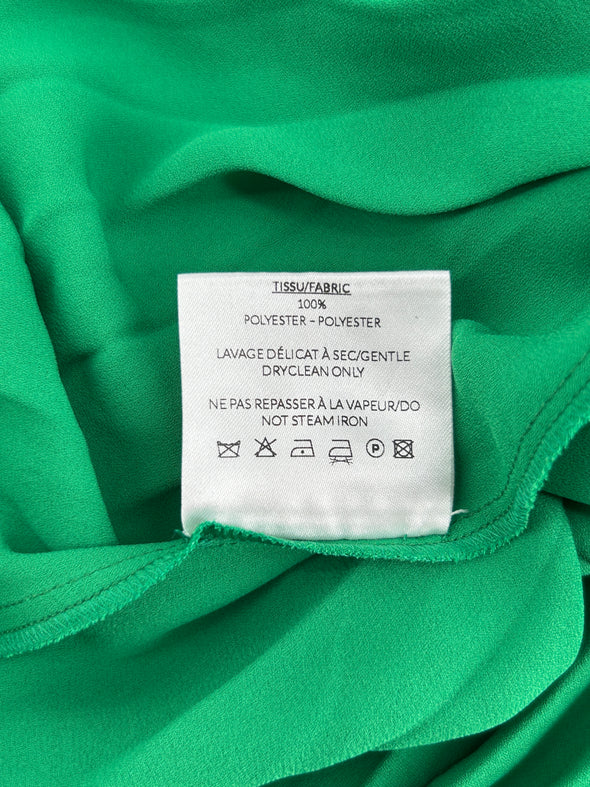 TISSU/FABRIC
100%
POLYESTER – POLYESTER
LAVAGE DÉLICAT À SEC/GENTLE
DRYCLEAN ONLY
NE PAS REPASSER À LA VAPEUR/DO
NOT STEAM IRON
P